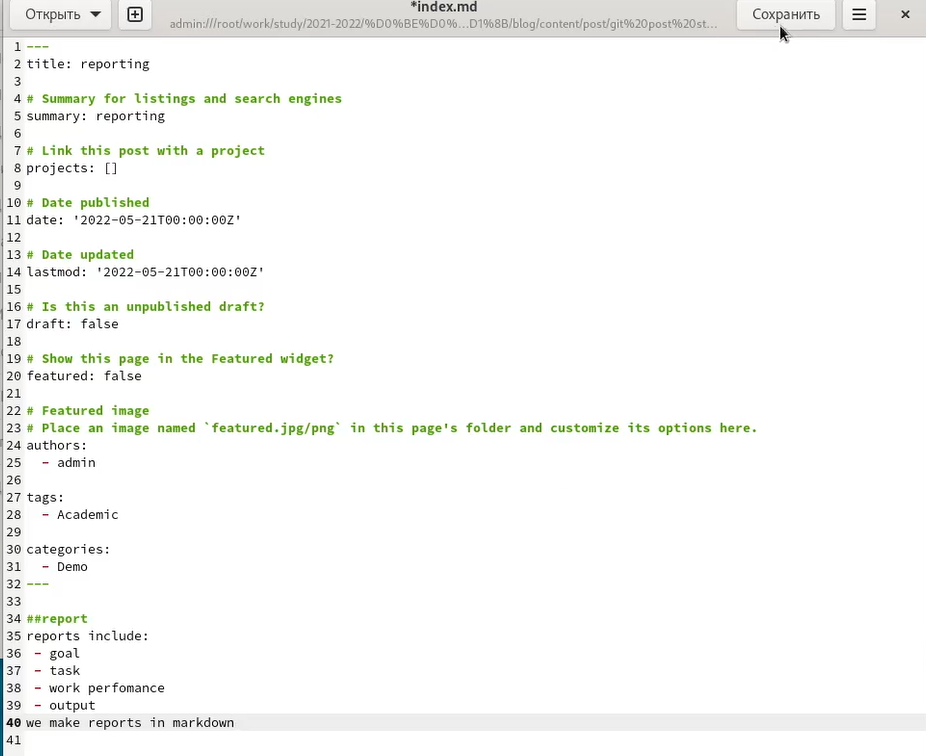 Открыть
*index.md
admin:///root/work/study/2021-2022/%D0%BE%D0%...D1%8B/blog/content/post/git%20post%20st...
Сохранить
1 ---
2 title: reporting
3
4 # Summary for listings and search engines
5 summary: reporting
6
7 # Link this post with a project
8 projects: []
9
10 # Date published
11 date: '2022-05-21T00:00:00Z'
12
13 # Date updated
14 lastmod: '2022-05-21T00:00:00Z'
15
16 # Is this an unpublished draft?
17 draft: false
18
19 # Show this page in the Featured widget?
20 featured: false
21
22 # Featured image
23 # Place an image named `featured.jpg/png` in this page's folder and customize its options here.
24 authors:
25   - admin
26
27 tags:
28   - Academic
29
30 categories:
31   - Demo
32 ---
33
34 ##report
35 reports include:
36  - goal
37  - task
38  - work perfomance
39  - output
40 we make reports in markdown
41